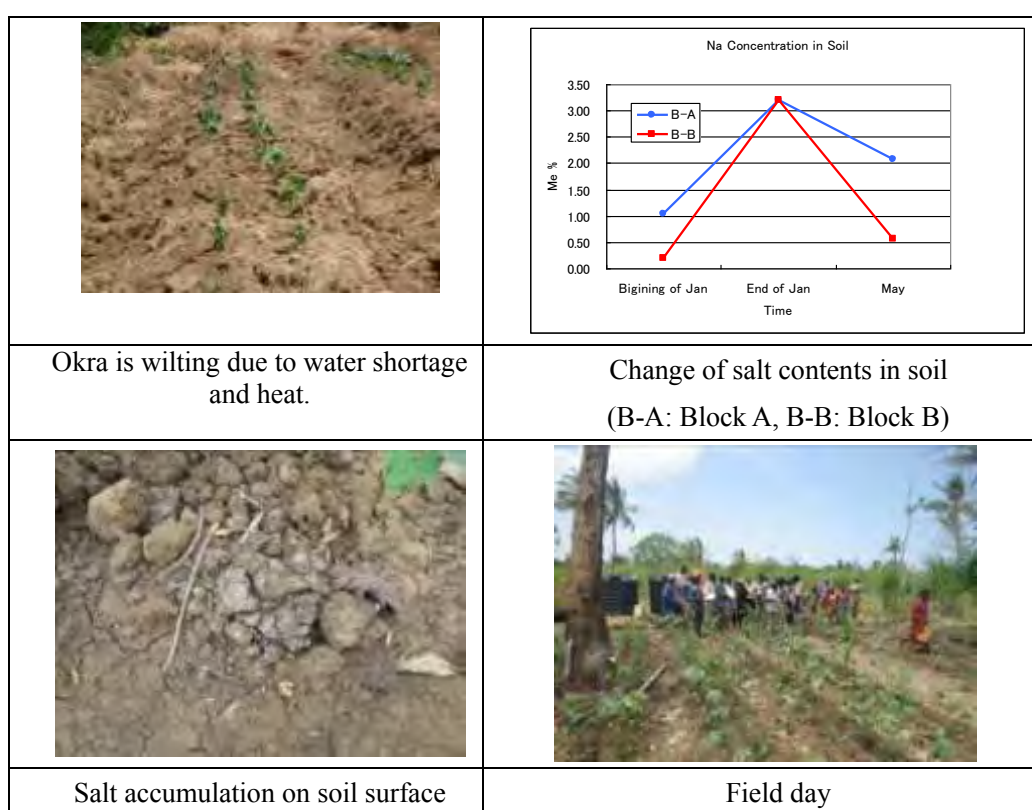 Na Concentration in Soil
3.50
3.00
2.50
2.00
1.50
1.00
0.50
0.00
Me %
B-A
B-B
Bigining of Jan
End of Jan
May
Time
Okra is wilting due to water shortage
and heat.
Change of salt contents in soil
(B-A: Block A, B-B: Block B)
Salt accumulation on soil surface
Field day